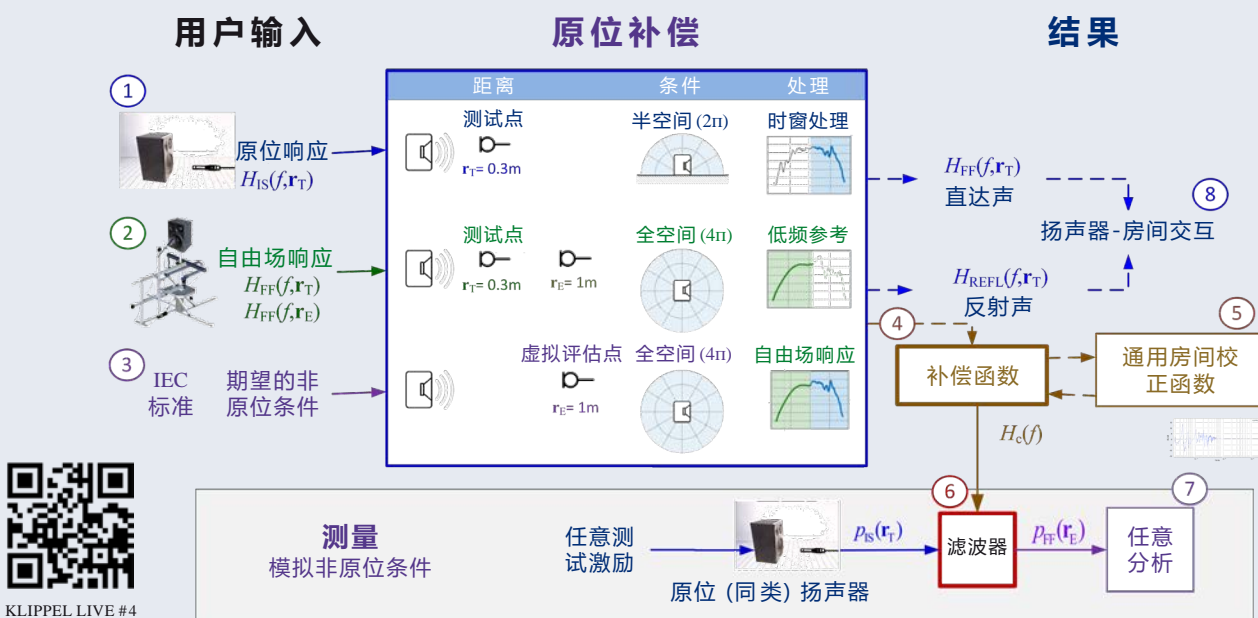 用户输入
原位补偿
结果
1
原位响应
H_IS(f,r_T)
2
自由场响应
H_FF(f,r_T)
H_FF(f,r_E)
3
IEC
标准
期望的非
原位条件
距离 条件 处理
测试点
r_T= 0.3m
半空间 (2π)
时窗处理
测试点
r_T= 0.3m
r_E= 1m
全空间 (4π)
低频参考
虚拟评估点
r_E= 1m
全空间 (4π)
自由场响应
H_FF(f,r_T)
直达声
8
扬声器-房间交互
H_REFL(f,r_T)
反射声
4
补偿函数
5
通用房间校
正函数
H_c(f)
KLIPPEL LIVE #4
测量
模拟非原位条件
任意测
试激励
原位 (同类) 扬声器
p_IS(r_T)
6
滤波器
p_FF(r_E)
7
任意
分析